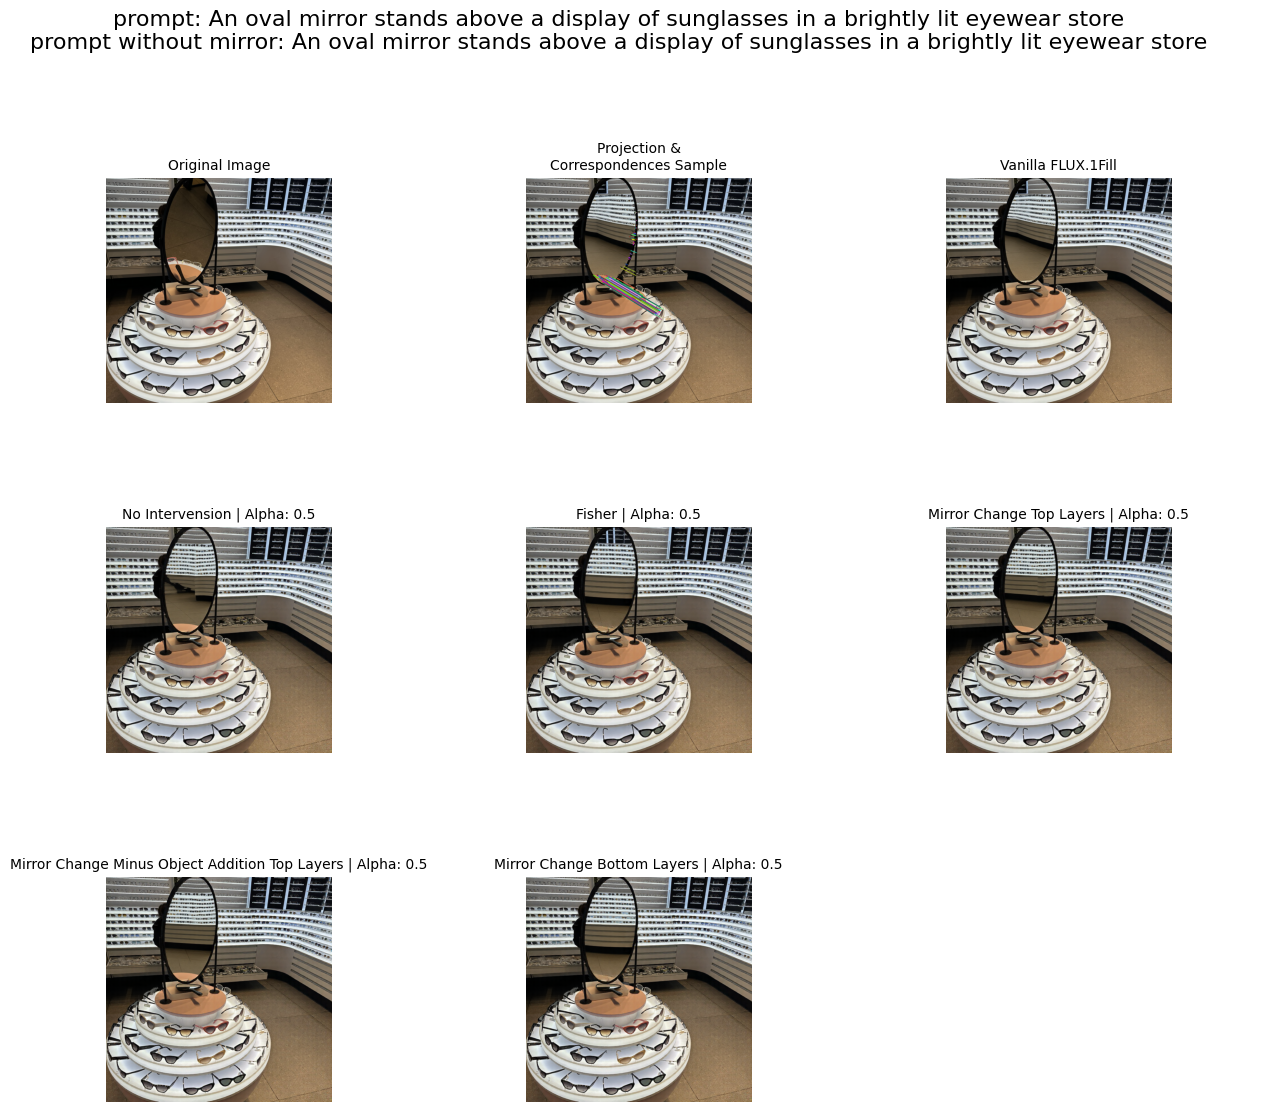 prompt: An oval mirror stands above a display of sunglasses in a brightly lit eyewear store
prompt without mirror: An oval mirror stands above a display of sunglasses in a brightly lit eyewear store
Original Image
Projection &
Correspondences Sample
Vanilla FLUX.1Fill
No Intervension | Alpha: 0.5
Fisher | Alpha: 0.5
Mirror Change Top Layers | Alpha: 0.5
Mirror Change Minus Object Addition Top Layers | Alpha: 0.5
Mirror Change Bottom Layers | Alpha: 0.5